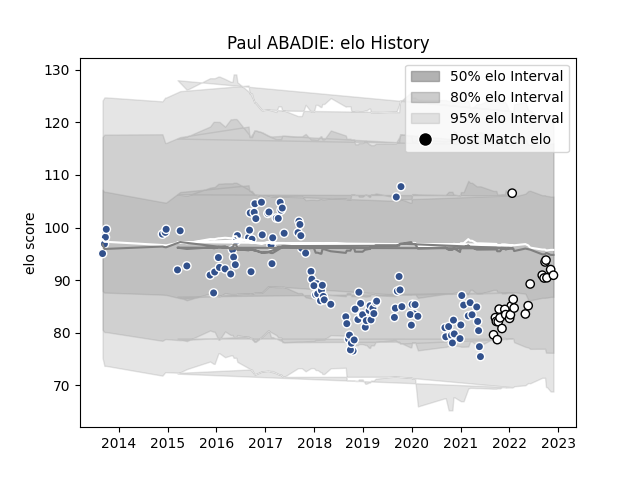 Paul ABADIE: elo History
50% elo Interval
80% elo Interval
95% elo Interval
Post Match elo
elo score
130
120
110
100
90
80
70
2014 2015 2016 2017 2018 2019 2020 2021 2022 2023